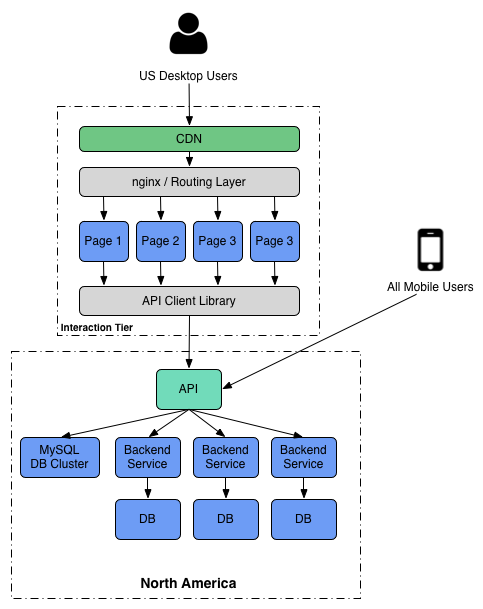 US Desktop Users
CDN
nginx / Routing Layer
Page 1
Page 2
Page 3
Page 3
API Client Library
Interaction Tier
All Mobile Users
API
MySQL
DB Cluster
Backend
Service
Backend
Service
Backend
Service
DB
DB
DB
North America